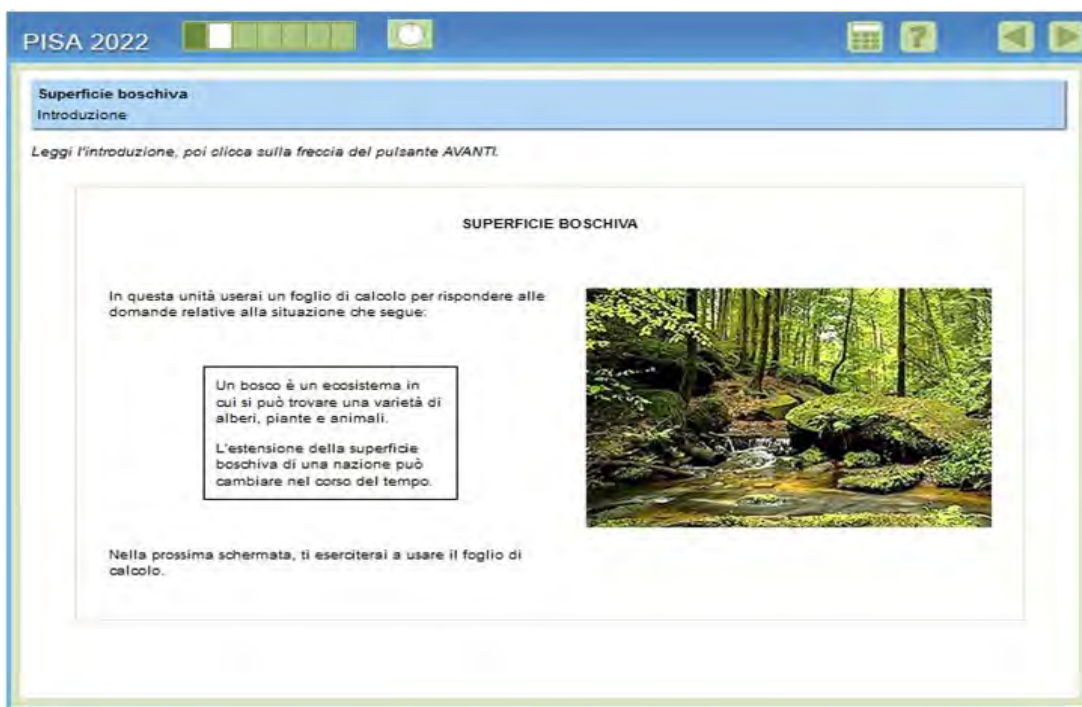 PISA 2022
?
Superficie boschiva
Introduzione
Leggi l'introduzione, poi clicca sulla freccia del pulsante AVANTI.
SUPERFICIE BOSCHIVA
In questa unità userai un foglio di calcolo per rispondere alle
domande relative alla situazione che segue:
Un bosco è un ecosistema in
cui si può trovare una varietà di
alberi, piante e animali.
L'estensione della superficie
boschiva di una nazione può
cambiare nel corso del tempo.
Nella prossima schermata, ti eserciterai a usare il foglio di
calcolo.